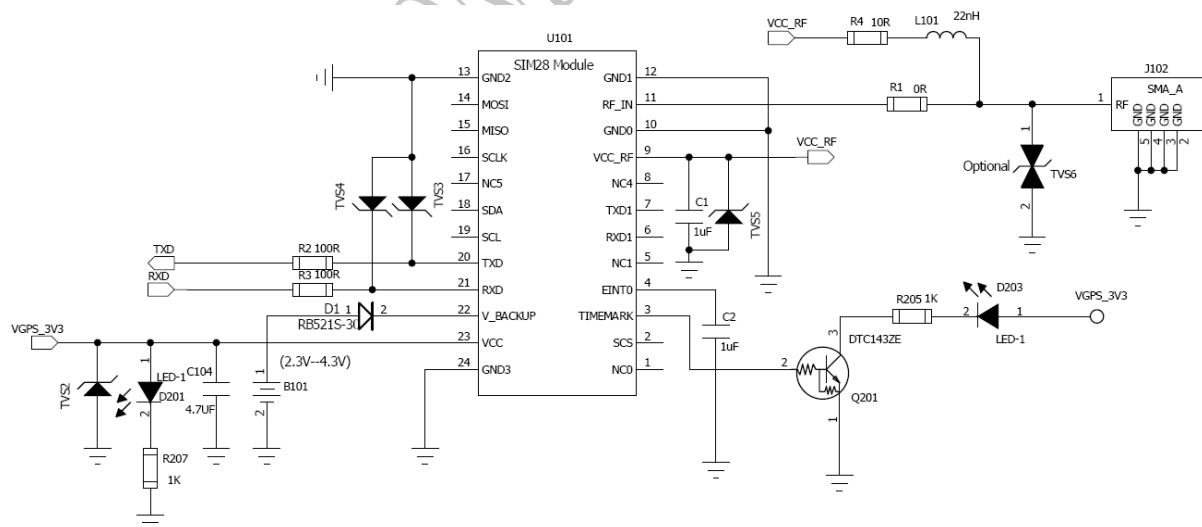 VCC_RF
R4 10R
L101
22nH
U101
SIM28 Module
13
GND2
GND1
12
14
MOSI
RF_IN
11
15
MISO
GND0
10
16
SCLK
VCC_RF
9
17
NC5
NC4
8
18
SDA
TXD1
7
19
SCL
RXD1
6
20
TXD
NC1
5
21
RXD
EINT0
4
22
V_BACKUP
TIMEMARK
3
23
VCC
SCS
2
24
GND3
NC0
1
R1 0R
J102
SMA_A
1
RF
GND
GND
GND
GND
5
4
3
2
VCC_RF
Optional
1
TVS6
2
C1
1uF
TVS5
TVS4
TVS3
TXD
R2 100R
RXD
R3 100R
D1 1
2
RB521S-30
VGPS_3V3
(2.3V--4.3V)
TVS2
1
LED-1
D201
2
C104
4.7UF
1
B101
2
R207
1K
C2
1uF
R205 1K
D203
2
1
LED-1
VGPS_3V3
3
DTC143ZE
2
Q201
1